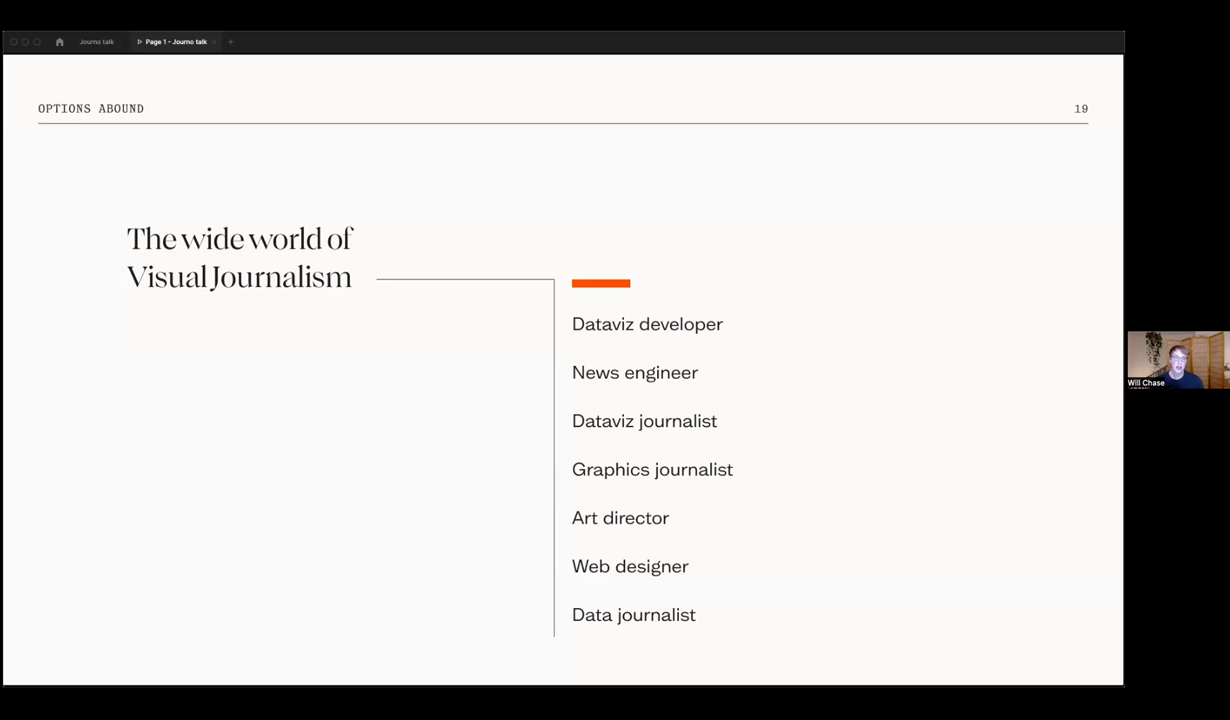 Journo talk
Page 1 - Journo talk
OPTIONS ABOUND
19
The wide world of
Visual Journalism
Dataviz developer
News engineer
Dataviz journalist
Graphics journalist
Art director
Web designer
Data journalist
Will Chase